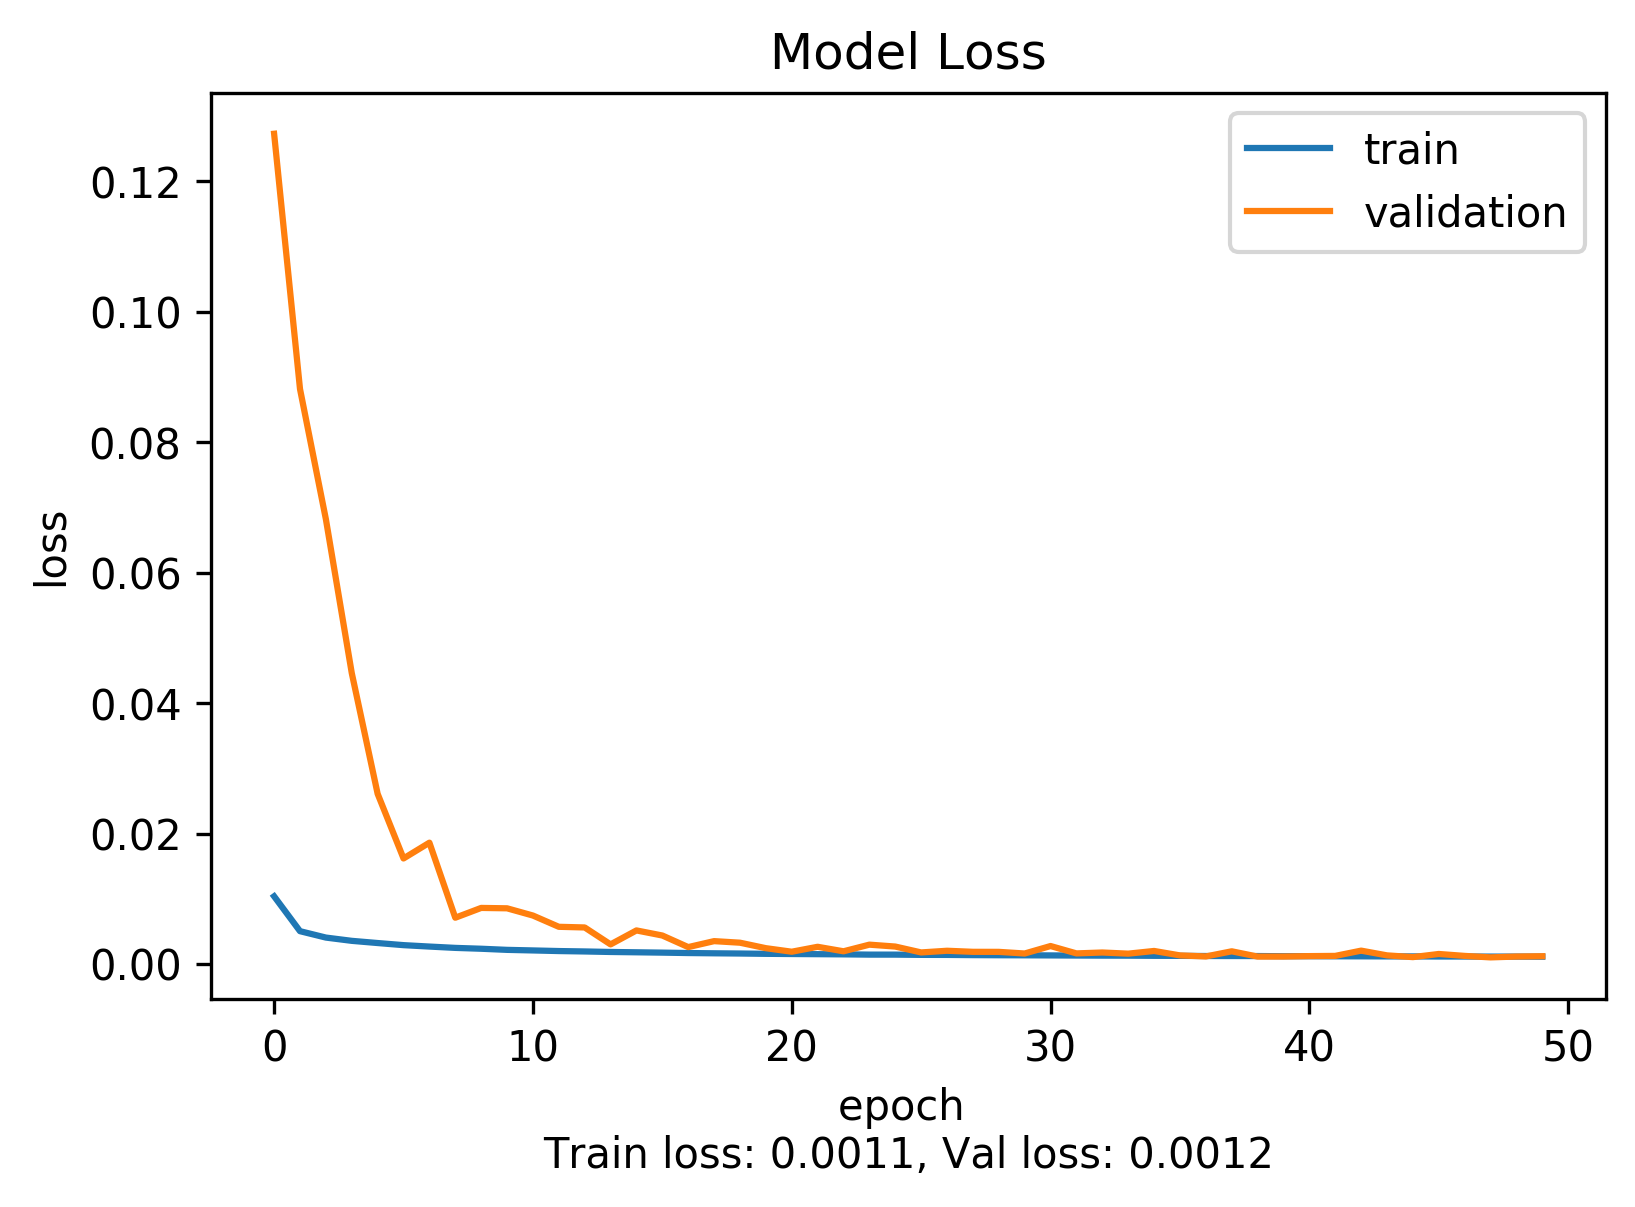 Model Loss
train
validation
loss
0.12
0.10
0.08
0.06
0.04
0.02
0.00
0 10 20 30 40 50
epoch
Train loss: 0.0011, Val loss: 0.0012